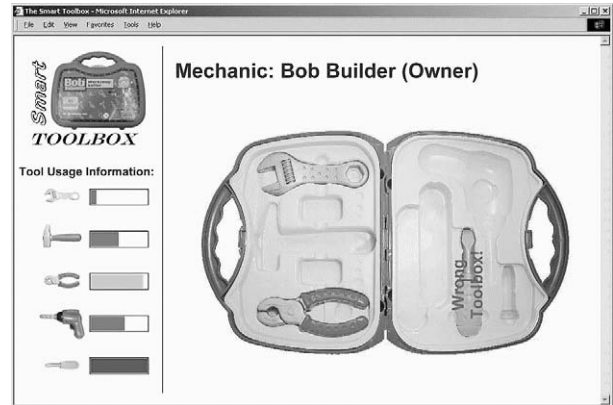 The Smart Toolbox - Microsoft Internet Explorer
File Edit View Favorites Tools Help
Smart
Bob
TOOLBOX
Mechanic: Bob Builder (Owner)
Tool Usage Information:
Wrong
Toolbox!